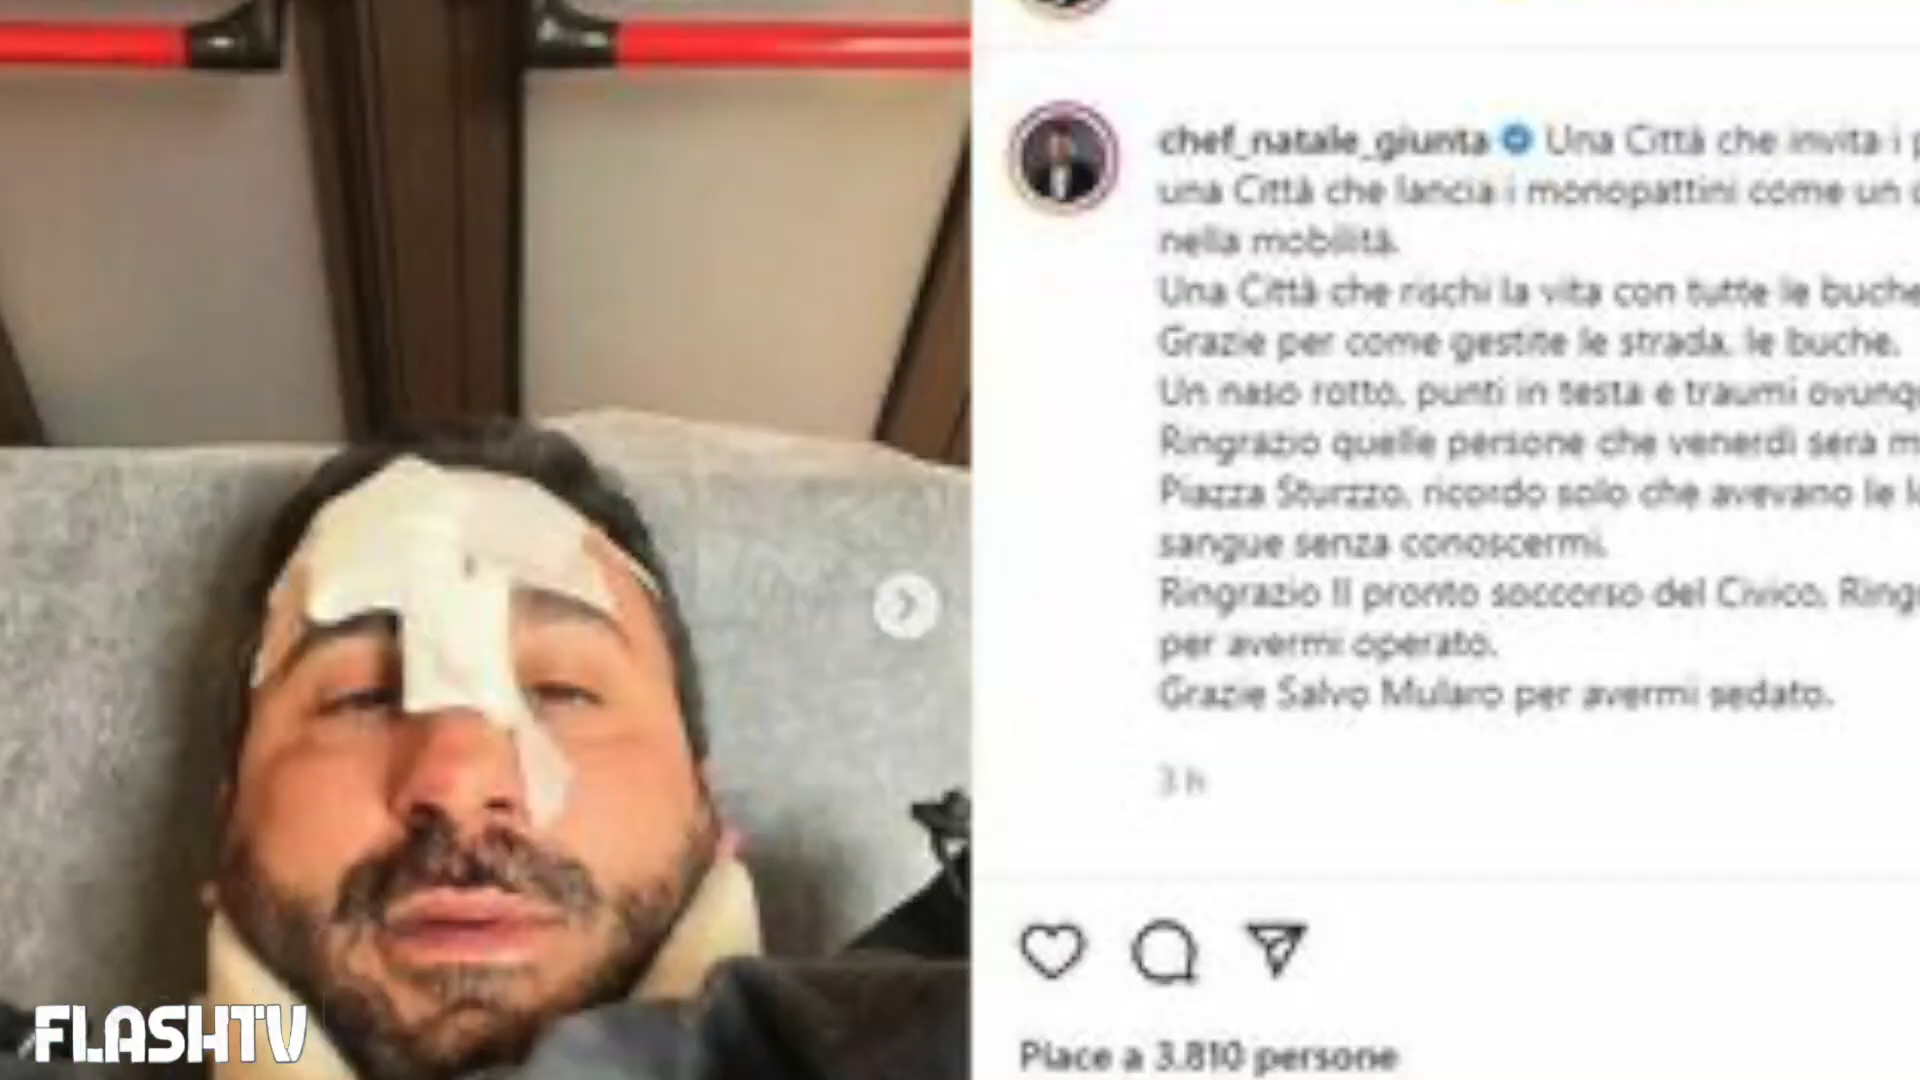 chef_natale_giunta Una Città che invita i
una Città che lancia i monopattini come un
nella mobilità.
Una Città che rischi la vita con tutte le buche
Grazie per come gestite le strada, le buche.
Un naso rotto, punti in testa e traumi ovunq
Ringrazio quelle persone che venerdì sera m
Piazza Sturzzo, ricordo solo che avevano le
sangue senza conoscermi.
Ringrazio Il pronto soccorso del Civico, Ring
per avermi operato.
Grazie Salvo Mularo per avermi sedato.
3 h
Piace a 3.810 persone
FLASHTV